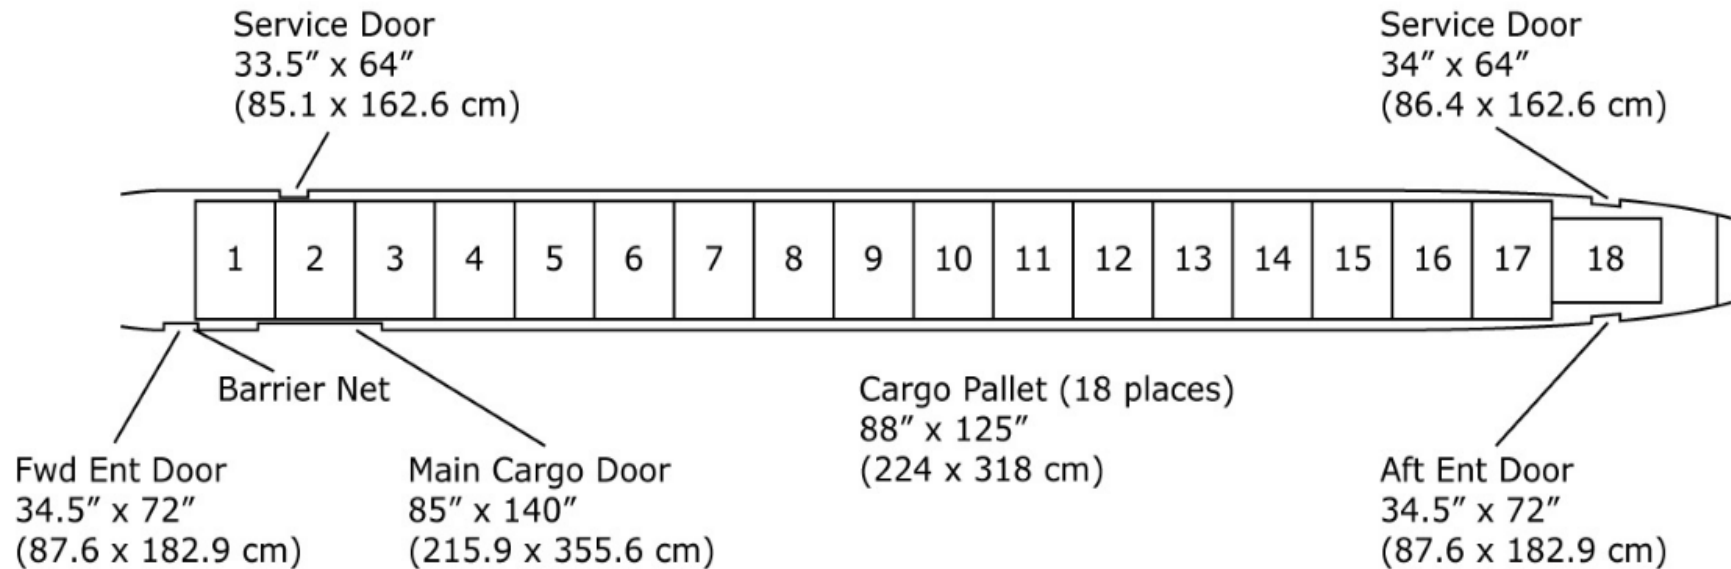 Service Door
33.5″ x 64″
(85.1 x 162.6 cm)
Service Door
34″ x 64″
(86.4 x 162.6 cm)
1 2 3 4 5 6 7 8 9 10 11 12 13 14 15 16 17 18
Barrier Net
Fwd Ent Door
34.5″ x 72″
(87.6 x 182.9 cm)
Main Cargo Door
85″ x 140″
(215.9 x 355.6 cm)
Cargo Pallet (18 places)
88″ x 125″
(224 x 318 cm)
Aft Ent Door
34.5″ x 72″
(87.6 x 182.9 cm)